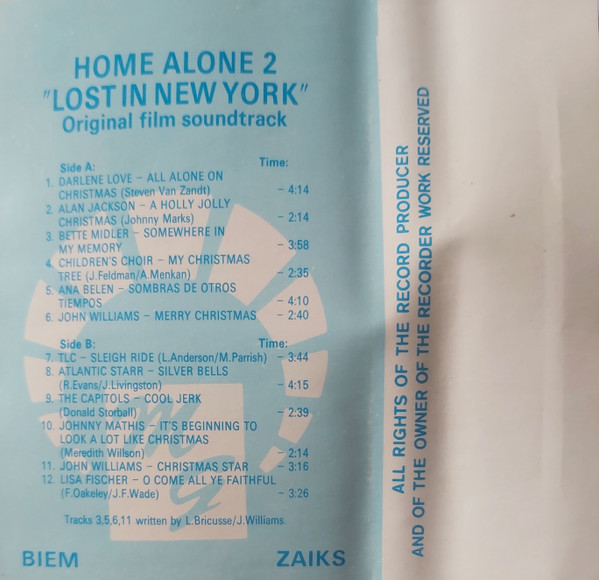 HOME ALONE 2
"LOST IN NEW YORK"
Original film soundtrack
Side A: Time:
1. DARLENE LOVE – ALL ALONE ON
CHRISTMAS (Steven Van Zandt) – 4:14
2. ALAN JACKSON – A HOLLY JOLLY
CHRISTMAS (Johnny Marks) – 2:14
3. BETTE MIDLER – SOMEWHERE IN
MY MEMORY – 3:58
4. CHILDREN'S CHOIR – MY CHRISTMAS
TREE (J.Feldman/A.Menkan) – 2:35
5. ANA BELEN – SOMBRAS DE OTROS
TIEMPOS – 4:10
6. JOHN WILLIAMS – MERRY CHRISTMAS – 2:40
Side B: Time:
7. TLC – SLEIGH RIDE (L.Anderson/M.Parrish) – 3:44
8. ATLANTIC STARR – SILVER BELLS
(R.Evans/J.Livingston) – 4:15
9. THE CAPITOLS – COOL JERK
(Donald Storball) – 2:39
10. JOHNNY MATHIS – IT'S BEGINNING TO
LOOK A LOT LIKE CHRISTMAS
(Meredith Willson) – 2:14
11. JOHN WILLIAMS – CHRISTMAS STAR – 3:16
12. LISA FISCHER – O COME ALL YE FAITHFUL
(F.Oakeley/J.F.Wade) – 3:26
Tracks 3,5,6,11 written by L.Bricusse/J.Williams.
BIEM ZAIKS
ALL RIGHTS OF THE RECORD PRODUCER
AND OF THE OWNER OF THE RECORDER WORK RESERVED